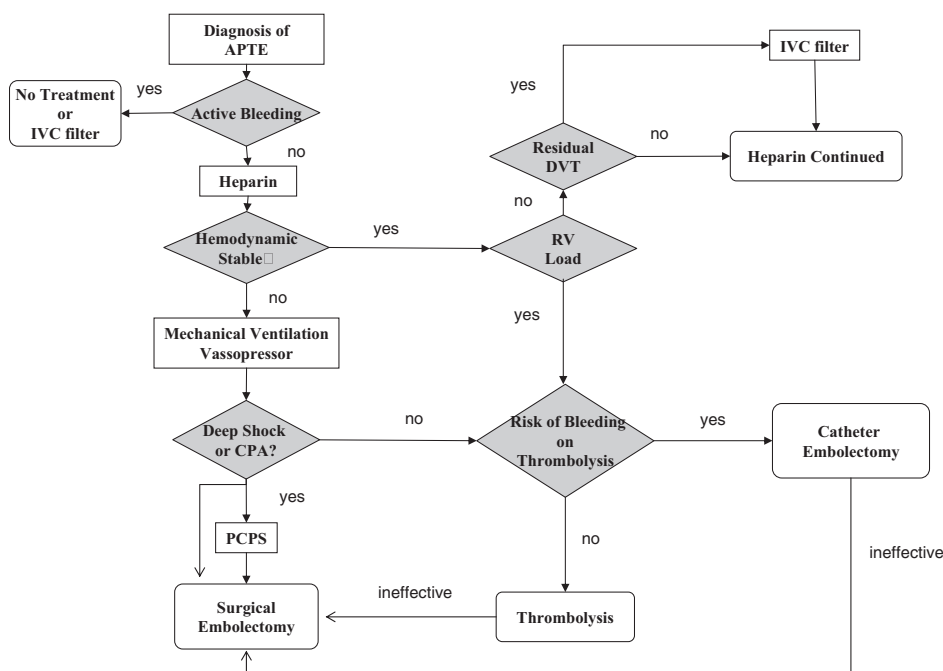 Diagnosis of
APTE
yes
No Treatment
or
IVC filter
Active Bleeding
no
Heparin
Hemodynamic
Stable□
yes
no
Mechanical Ventilation
Vassopressor
Deep Shock
or CPA?
no
yes
PCPS
Surgical
Embolectomy
IVC filter
yes
Residual
DVT
no
Heparin Continued
no
RV
Load
yes
Risk of Bleeding
on
Thrombolysis
yes
Catheter
Embolectomy
no
ineffective
ineffective
Thrombolysis